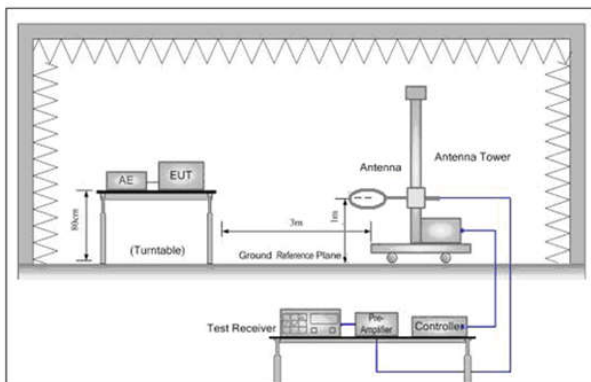 Antenna
Antenna Tower
AE
EUT
80cm
(Turntable)
3m
1m
Ground Reference Plane
Test Receiver
Pre-
Amplifier
Controller